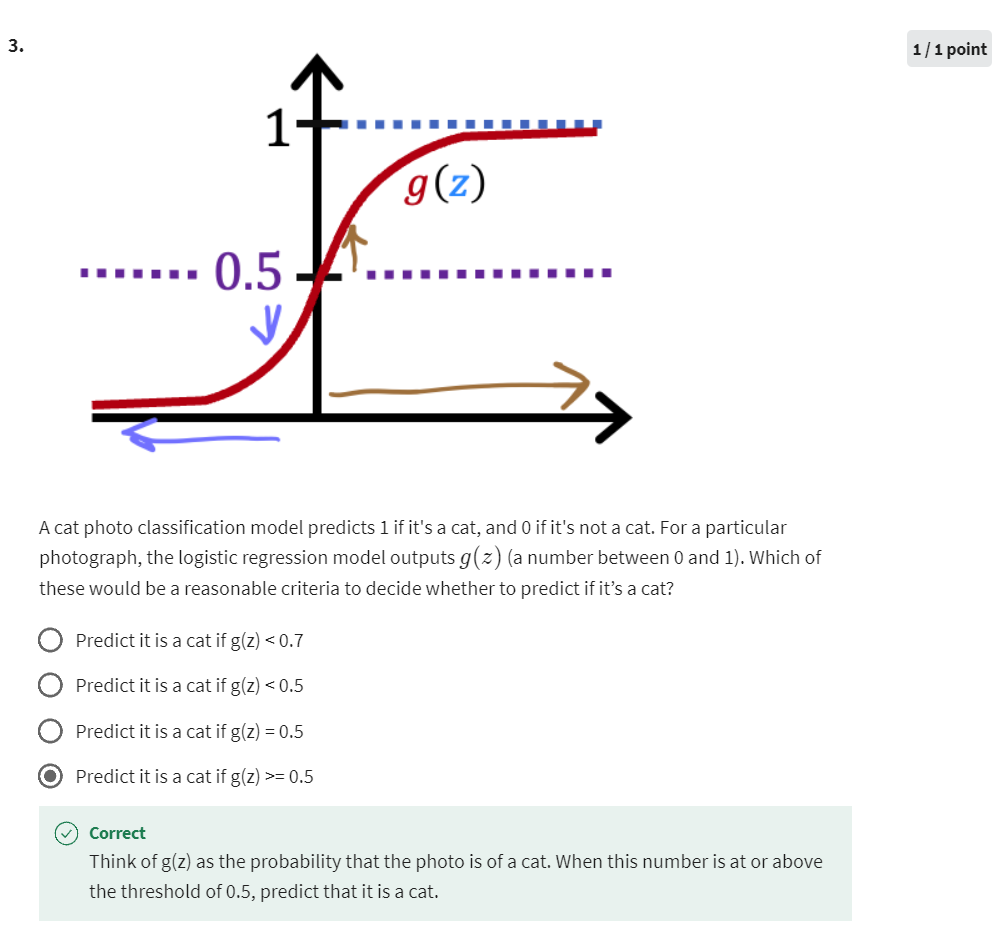 3.
1 / 1 point
1
g(z)
0.5
A cat photo classification model predicts 1 if it's a cat, and 0 if it's not a cat. For a particular
photograph, the logistic regression model outputs g(z) (a number between 0 and 1). Which of
these would be a reasonable criteria to decide whether to predict if it’s a cat?
Predict it is a cat if g(z) < 0.7
Predict it is a cat if g(z) < 0.5
Predict it is a cat if g(z) = 0.5
Predict it is a cat if g(z) >= 0.5
Correct
Think of g(z) as the probability that the photo is of a cat. When this number is at or above
the threshold of 0.5, predict that it is a cat.